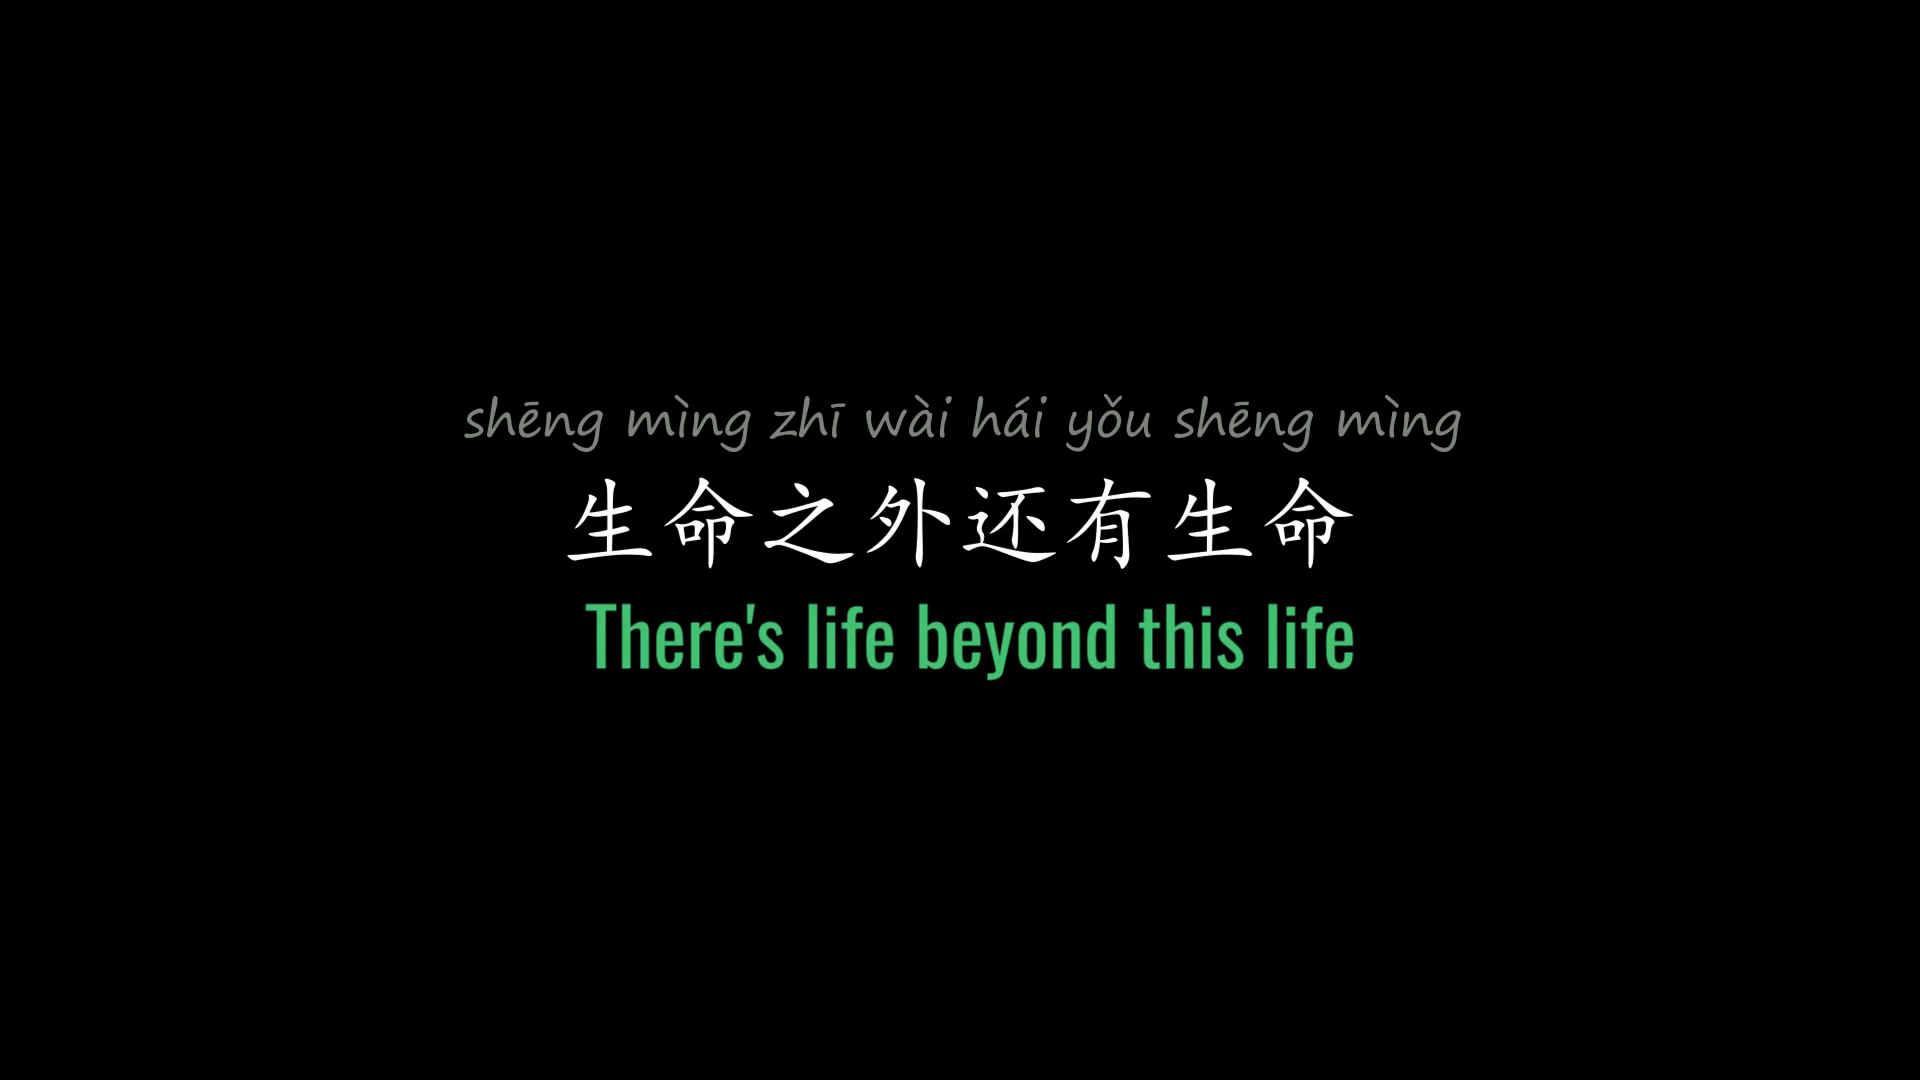 shēng mìng zhī wài hái yǒu shēng mìng
生命之外还有生命
There's life beyond this life